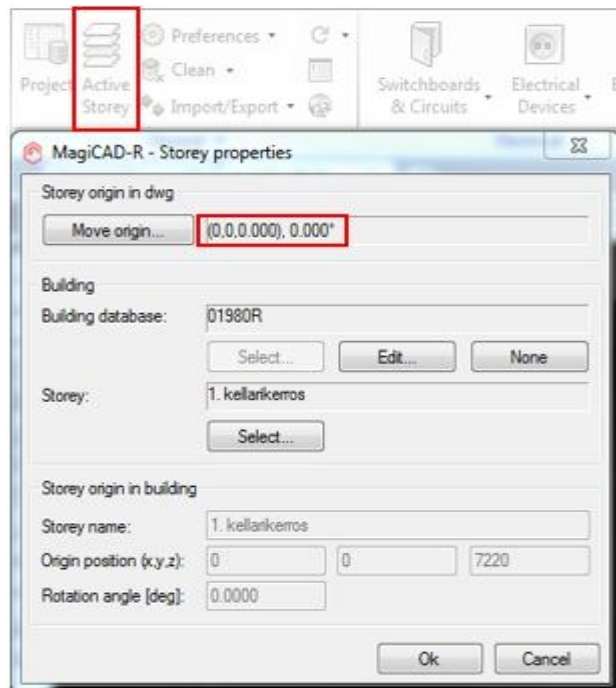 Preferences
Clean
Project Active Storey Import/Export
Switchboards & Circuits
Electrical Devices
MagiCAD-R - Storey properties
Storey origin in dwg
Move origin... (0,0,0.000), 0.000°
Building
Building database: 01980R
Select... Edit... None
Storey: 1. kellarikerros
Select...
Storey origin in building
Storey name: 1. kellarikerros
Origin position (x,y,z): 0 0 7220
Rotation angle [deg]: 0.0000
Ok Cancel